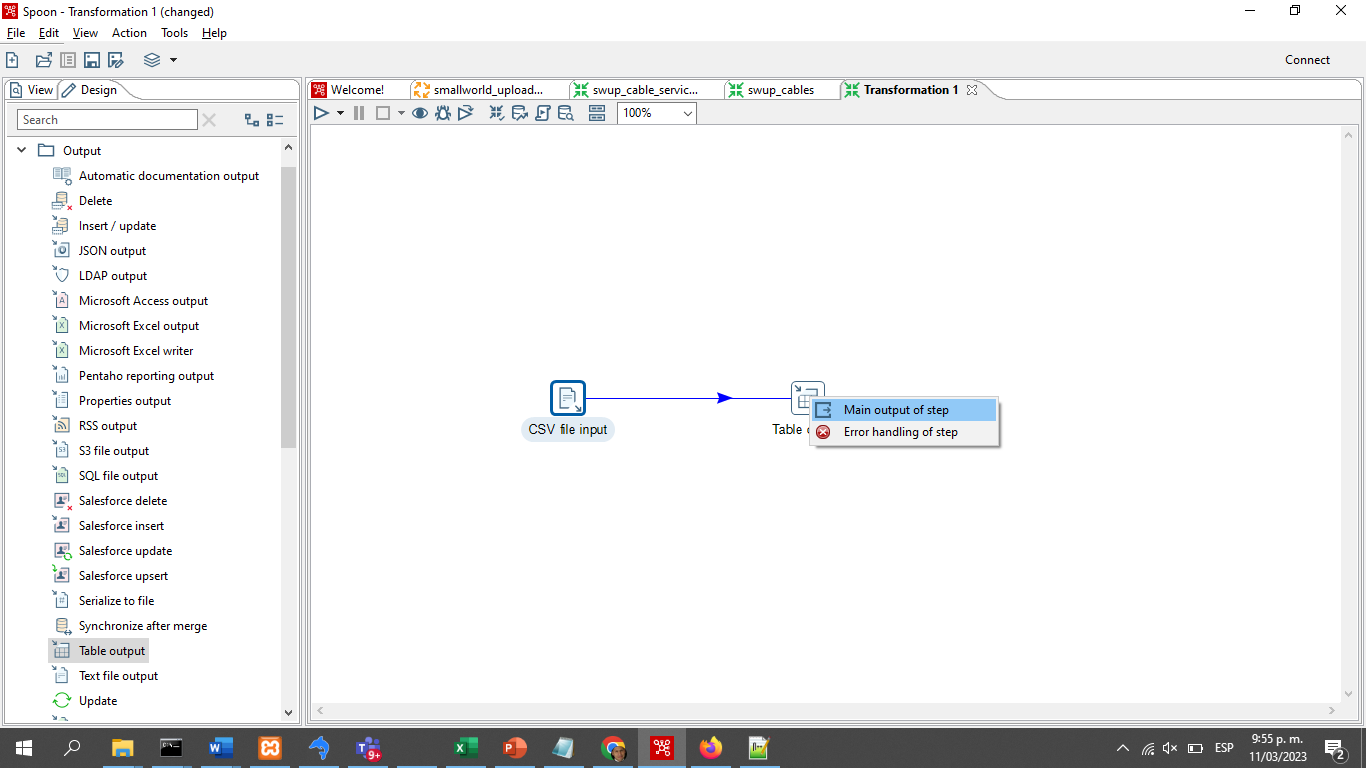 Spoon - Transformation 1 (changed)
File Edit View Action Tools Help
Connect
View Design
Welcome! smallworld_upload... swup_cable_servic... swup_cables Transformation 1
Search
100%
Output
Automatic documentation output
Delete
Insert / update
JSON output
LDAP output
Microsoft Access output
Microsoft Excel output
Microsoft Excel writer
Pentaho reporting output
Properties output
RSS output
S3 file output
SQL file output
Salesforce delete
Salesforce insert
Salesforce update
Salesforce upsert
Serialize to file
Synchronize after merge
Table output
Text file output
Update
CSV file input
Table
Main output of step
Error handling of step
9+
ESP
9:55 p. m.
11/03/2023
2